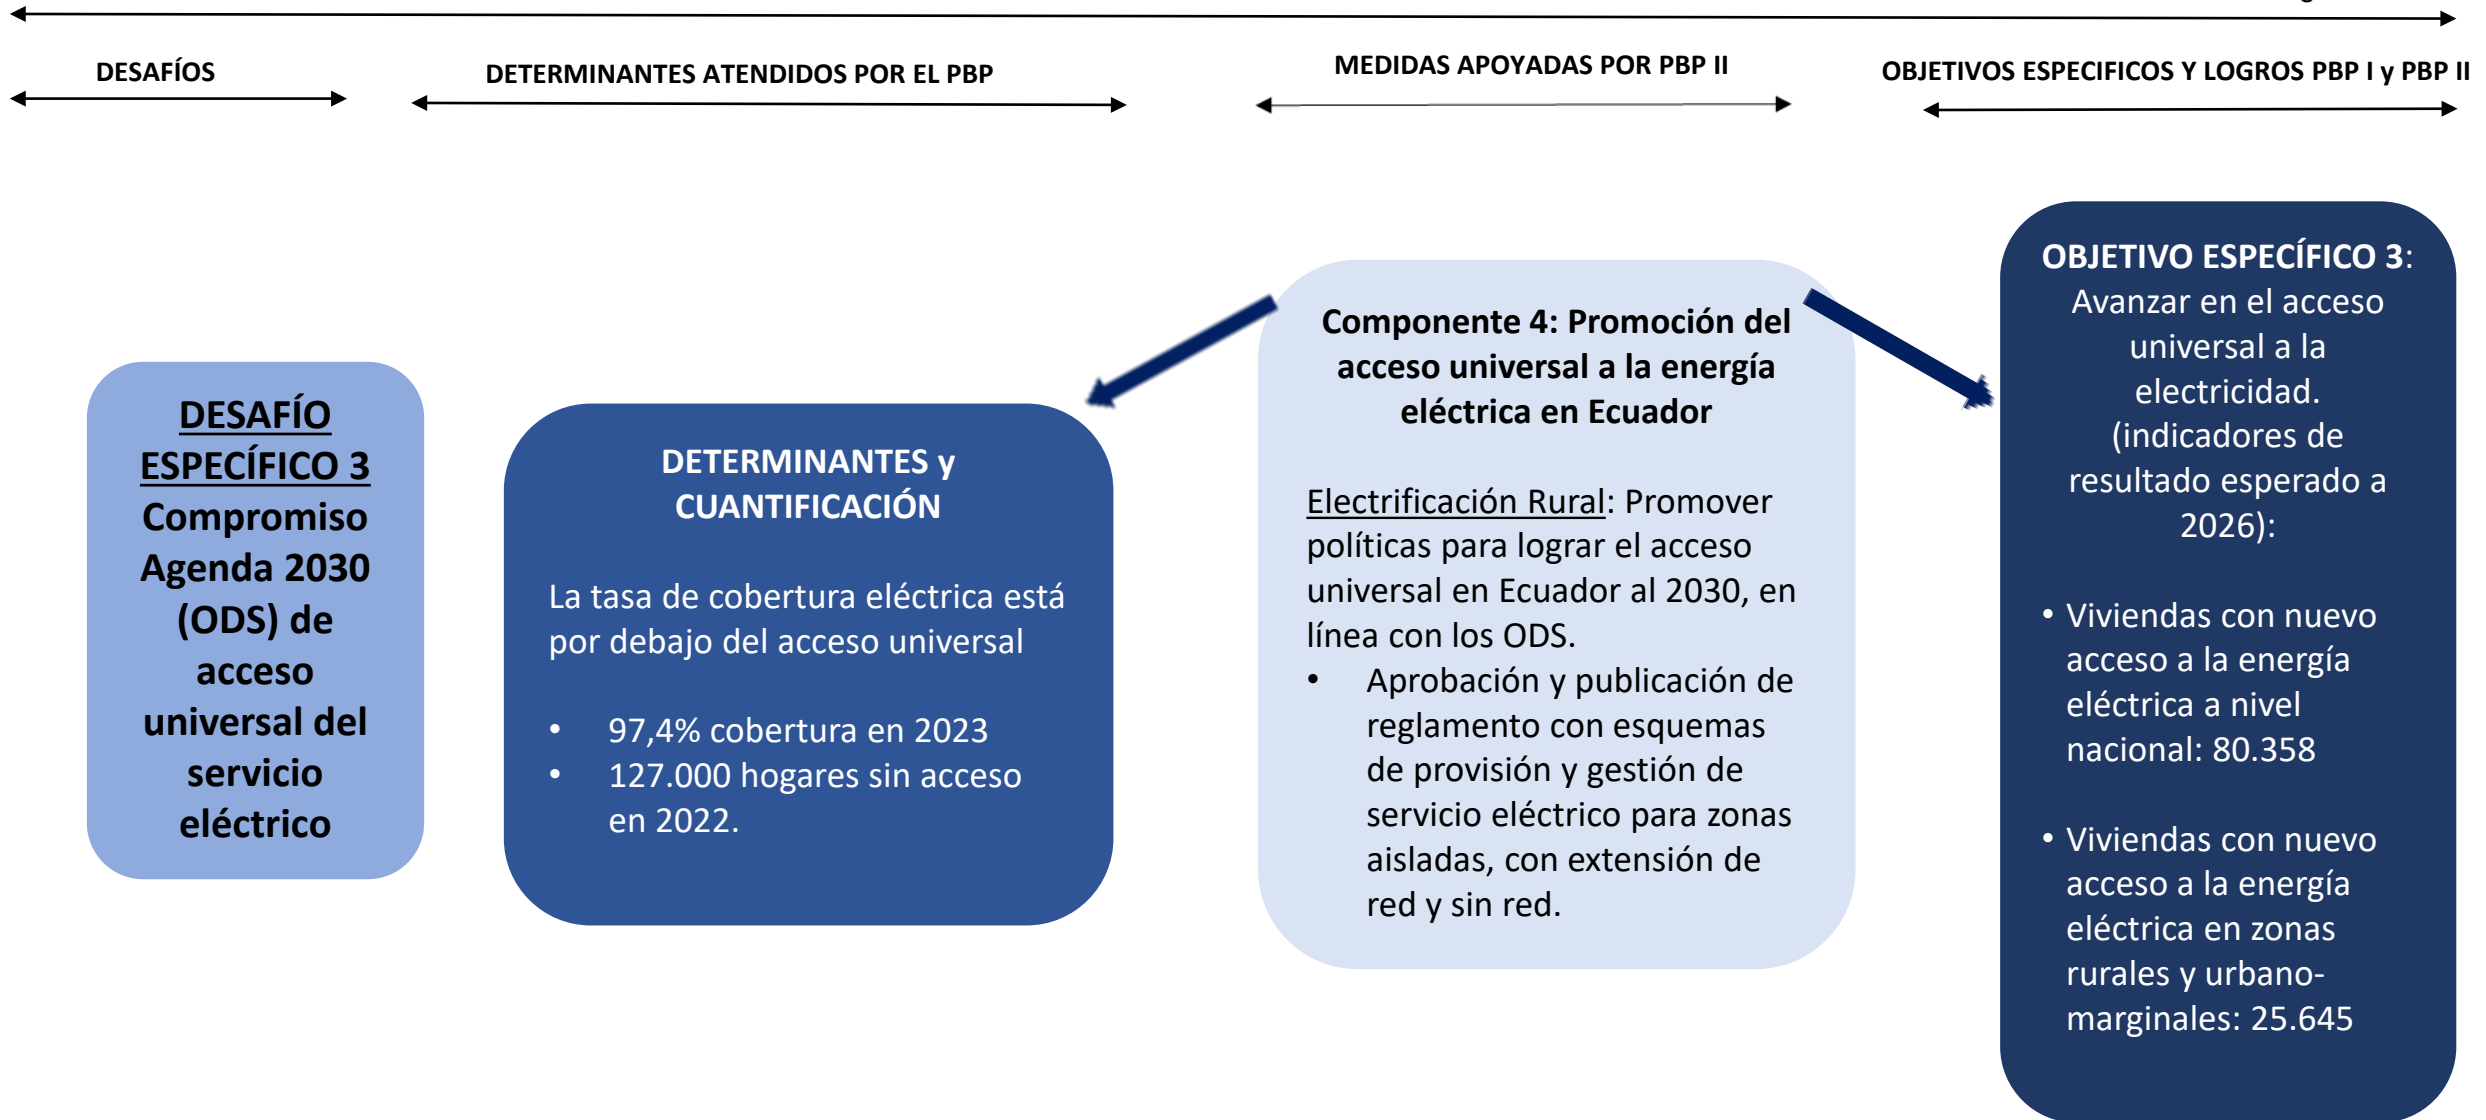 DESAFÍOS
DETERMINANTES ATENDIDOS POR EL PBP
MEDIDAS APOYADAS POR PBP II
OBJETIVOS ESPECIFICOS Y LOGROS PBP I y PBP II
DESAFÍO
ESPECÍFICO 3
Compromiso
Agenda 2030
(ODS) de
acceso
universal del
servicio
eléctrico
DETERMINANTES y
CUANTIFICACIÓN
La tasa de cobertura eléctrica está
por debajo del acceso universal
• 97,4% cobertura en 2023
• 127.000 hogares sin acceso
en 2022.
Componente 4: Promoción del
acceso universal a la energía
eléctrica en Ecuador
Electrificación Rural: Promover
políticas para lograr el acceso
universal en Ecuador al 2030, en
línea con los ODS.
• Aprobación y publicación de
reglamento con esquemas
de provisión y gestión de
servicio eléctrico para zonas
aisladas, con extensión de
red y sin red.
OBJETIVO ESPECÍFICO 3:
Avanzar en el acceso
universal a la
electricidad.
(indicadores de
resultado esperado a
2026):
• Viviendas con nuevo
acceso a la energía
eléctrica a nivel
nacional: 80.358
• Viviendas con nuevo
acceso a la energía
eléctrica en zonas
rurales y urbano-
marginales: 25.645